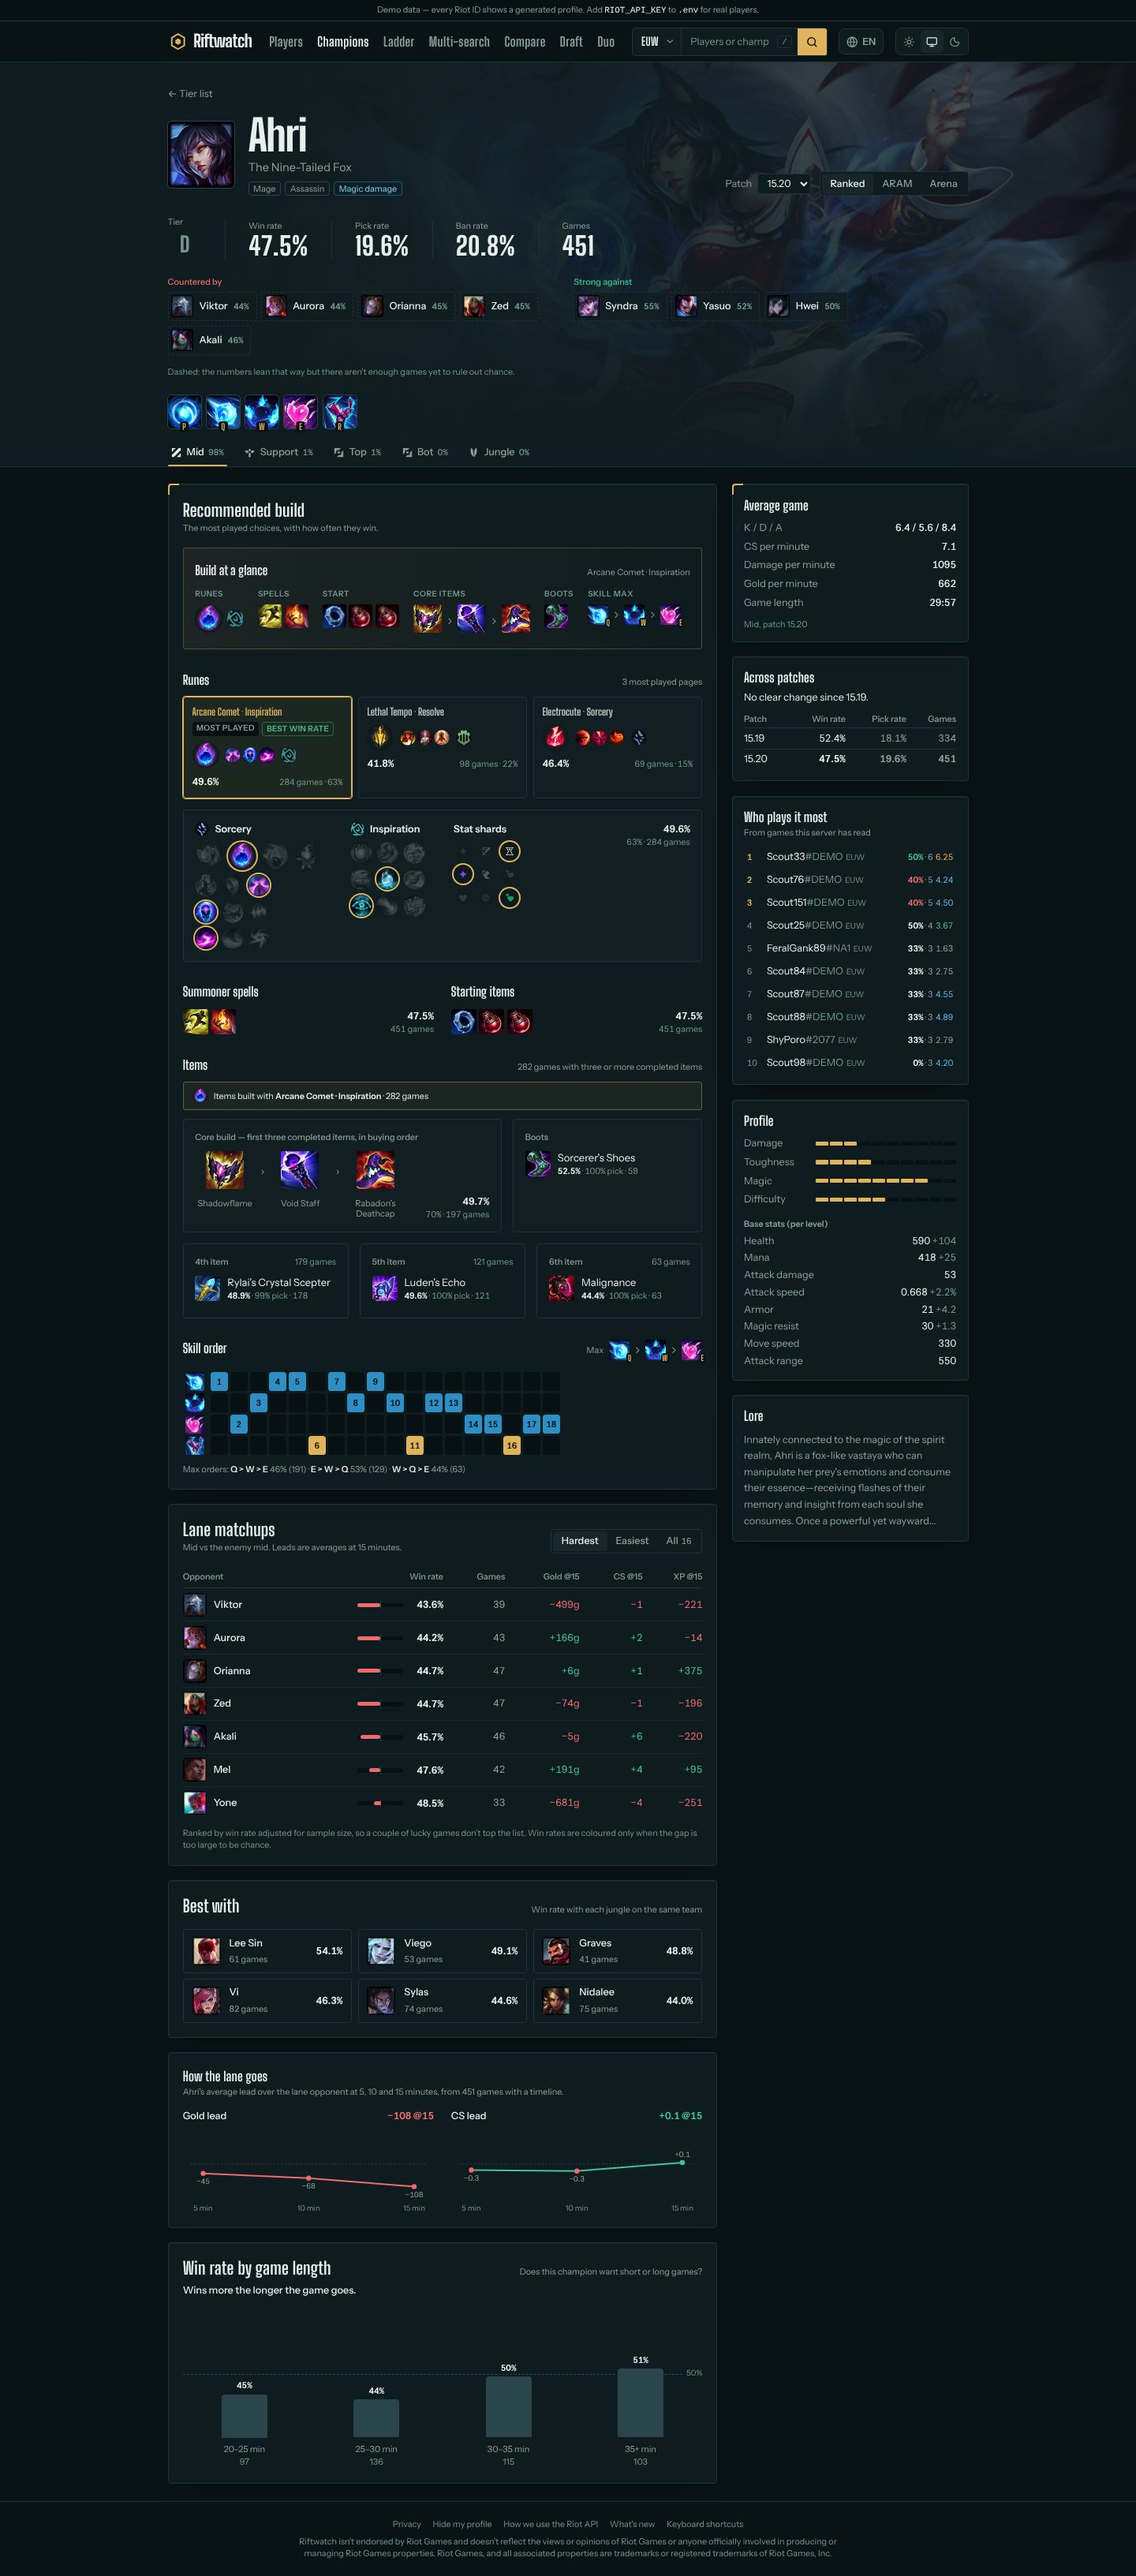 Demo data — every Riot ID shows a generated profile. Add RIOT_API_KEY to .env for real players.
Riftwatch Players Champions Ladder Multi-search Compare Draft Duo EUW Players or champ / EN
← Tier list
Ahri
The Nine-Tailed Fox
Mage Assassin Magic damage
Patch 15.20 Ranked ARAM Arena
Tier Win rate Pick rate Ban rate Games
D 47.5% 19.6% 20.8% 451
Countered by
Viktor 44% Aurora 44% Orianna 45% Zed 45%
Akali 46%
Strong against
Syndra 55% Yasuo 52% Hwei 50%
Dashed: the numbers lean that way but there aren't enough games yet to rule out chance.
P Q W E R
Mid 98% Support 1% Top 1% Bot 0% Jungle 0%
Recommended build
The most played choices, with how often they win.
Build at a glance Arcane Comet · Inspiration
RUNES SPELLS START CORE ITEMS BOOTS SKILL MAX
Q › W › E
Runes 3 most played pages
Arcane Comet · Inspiration
MOST PLAYED BEST WIN RATE
49.6% 284 games · 63%
Lethal Tempo · Resolve
41.8% 98 games · 22%
Electrocute · Sorcery
46.4% 69 games · 15%
Sorcery Inspiration Stat shards 49.6%
63% · 284 games
Summoner spells
47.5%
451 games
Starting items
47.5%
451 games
Items 282 games with three or more completed items
Items built with Arcane Comet · Inspiration · 282 games
Core build — first three completed items, in buying order
Shadowflame › Void Staff › Rabadon's Deathcap
49.7%
70% · 197 games
Boots
Sorcerer's Shoes
52.5% · 100% pick · 59
4th item 179 games
Rylai's Crystal Scepter
48.9% · 99% pick · 178
5th item 121 games
Luden's Echo
49.6% · 100% pick · 121
6th item 63 games
Malignance
44.4% · 100% pick · 63
Skill order Max Q › W › E
1 4 5 7 9
3 8 10 12 13
2 14 15 17 18
6 11 16
Max orders: Q > W > E 46% (191) · E > W > Q 53% (129) · W > Q > E 44% (63)
Lane matchups
Mid vs the enemy mid. Leads are averages at 15 minutes.
Hardest Easiest All 16
Opponent Win rate Games Gold @15 CS @15 XP @15
Viktor 43.6% 39 −499g −1 −221
Aurora 44.2% 43 +166g +2 −14
Orianna 44.7% 47 +6g +1 +375
Zed 44.7% 47 −74g −1 −196
Akali 45.7% 46 −5g +6 −220
Mel 47.6% 42 +191g +4 +95
Yone 48.5% 33 −681g −4 −251
Ranked by win rate adjusted for sample size, so a couple of lucky games don't top the list. Win rates are coloured only when the gap is
too large to be chance.
Best with Win rate with each jungle on the same team
Lee Sin 61 games 54.1%
Viego 53 games 49.1%
Graves 41 games 48.8%
Vi 82 games 46.3%
Sylas 74 games 44.6%
Nidalee 75 games 44.0%
How the lane goes
Ahri's average lead over the lane opponent at 5, 10 and 15 minutes, from 451 games with a timeline.
Gold lead −108 @15
−45 −68 −108
5 min 10 min 15 min
CS lead +0.1 @15
−0.3 −0.3 +0.1
5 min 10 min 15 min
Win rate by game length Does this champion want short or long games?
Wins more the longer the game goes.
45% 44% 50% 51% 50%
20–25 min 25–30 min 30–35 min 35+ min
97 136 115 103
Average game
K / D / A 6.4 / 5.6 / 8.4
CS per minute 7.1
Damage per minute 1095
Gold per minute 662
Game length 29:57
Mid, patch 15.20
Across patches
No clear change since 15.19.
Patch Win rate Pick rate Games
15.19 52.4% 18.1% 334
15.20 47.5% 19.6% 451
Who plays it most
From games this server has read
1 Scout33#DEMO EUW 50% · 6 6.25
2 Scout76#DEMO EUW 40% · 5 4.24
3 Scout151#DEMO EUW 40% · 5 4.50
4 Scout25#DEMO EUW 50% · 4 3.67
5 FeralGank89#NA1 EUW 33% · 3 1.63
6 Scout84#DEMO EUW 33% · 3 2.75
7 Scout87#DEMO EUW 33% · 3 4.55
8 Scout88#DEMO EUW 33% · 3 4.89
9 ShyPoro#2077 EUW 33% · 3 2.79
10 Scout98#DEMO EUW 0% · 3 4.20
Profile
Damage
Toughness
Magic
Difficulty
Base stats (per level)
Health 590 +104
Mana 418 +25
Attack damage 53
Attack speed 0.668 +2.2%
Armor 21 +4.2
Magic resist 30 +1.3
Move speed 330
Attack range 550
Lore
Innately connected to the magic of the spirit
realm, Ahri is a fox-like vastaya who can
manipulate her prey's emotions and consume
their essence—receiving flashes of their
memory and insight from each soul she
consumes. Once a powerful yet wayward...
Privacy Hide my profile How we use the Riot API What's new Keyboard shortcuts
Riftwatch isn't endorsed by Riot Games and doesn't reflect the views or opinions of Riot Games or anyone officially involved in producing or
managing Riot Games properties. Riot Games, and all associated properties are trademarks or registered trademarks of Riot Games, Inc.